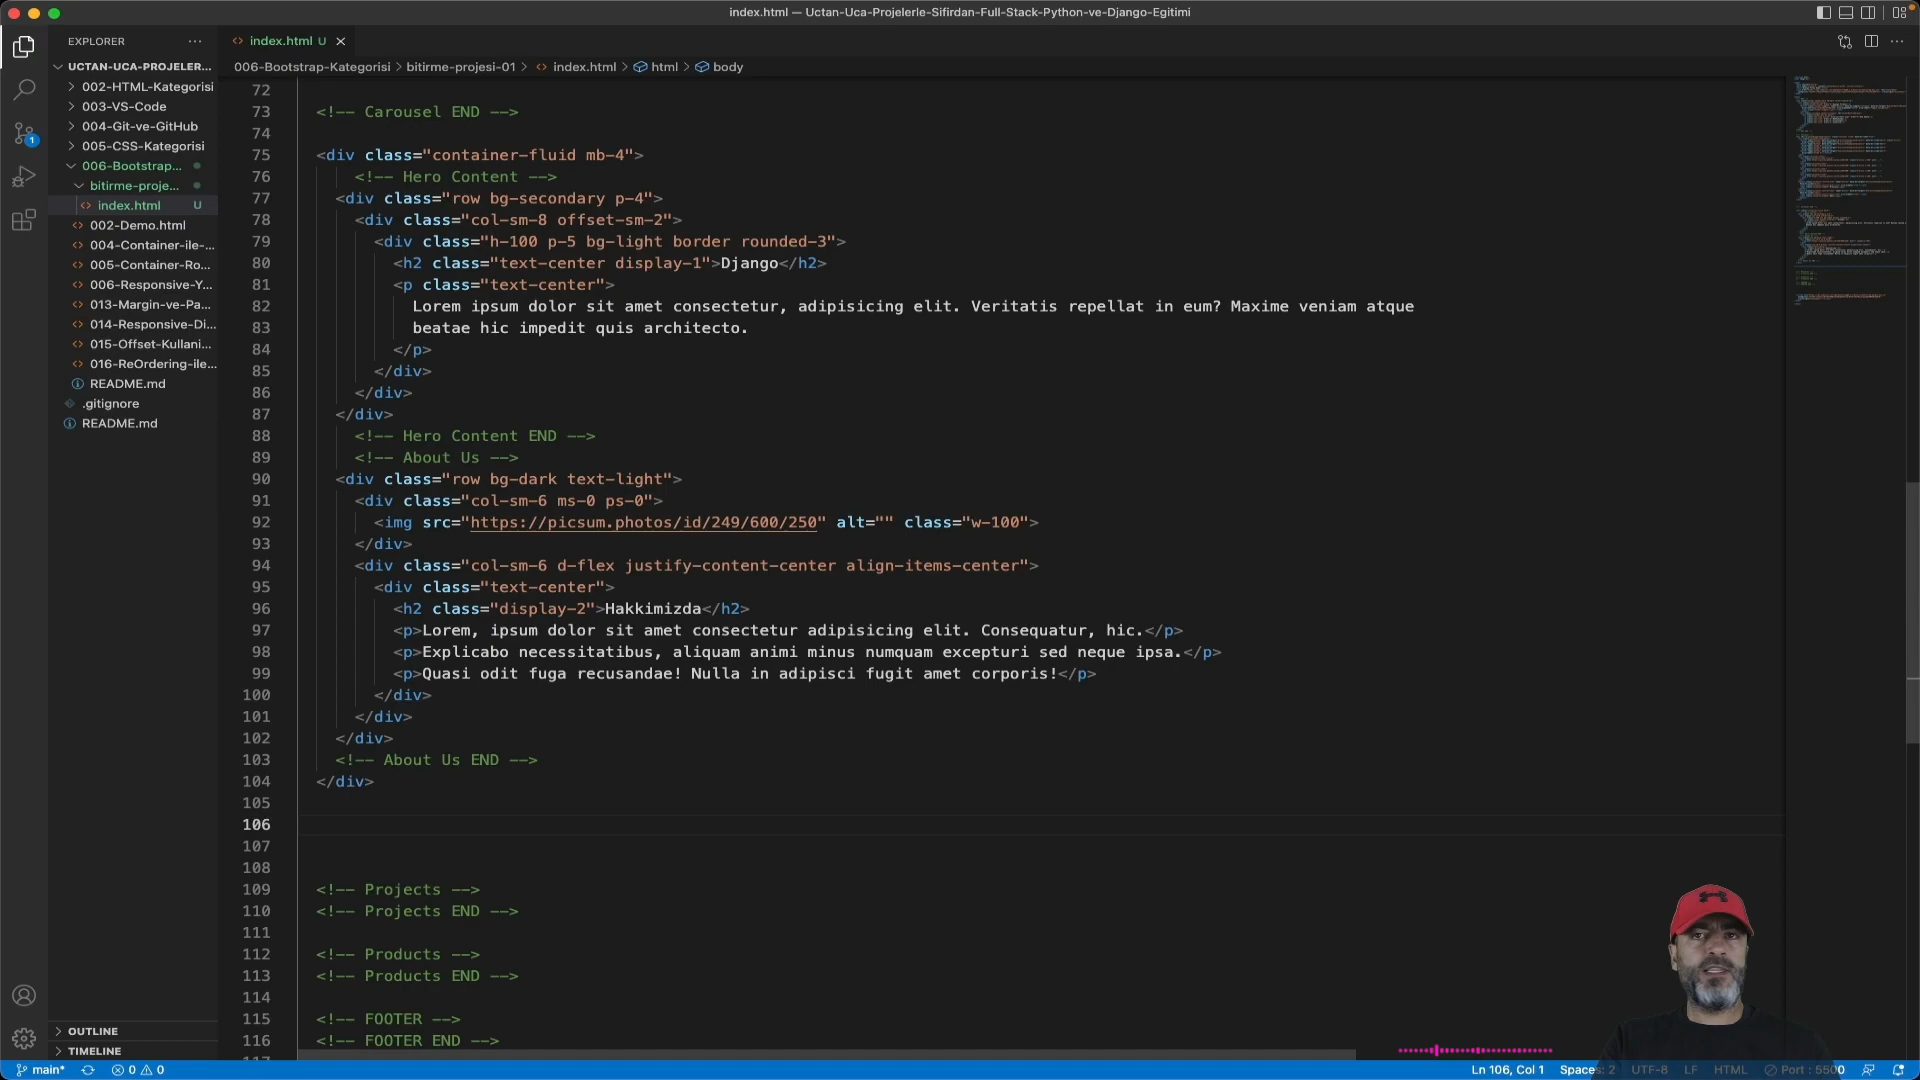 index.html — Uctan-Uca-Projelerle-Sifirdan-Full-Stack-Python-ve-Django-Egitimi
EXPLORER
UCTAN-UCA-PROJELER...
002-HTML-Kategorisi
003-VS-Code
004-Git-ve-GitHub
005-CSS-Kategorisi
006-Bootstrap...
bitirme-proje...
index.html U
002-Demo.html
004-Container-ile-...
005-Container-Ro...
006-Responsive-Y...
013-Margin-ve-Pa...
014-Responsive-Di...
015-Offset-Kullani...
016-ReOrdering-ile...
README.md
.gitignore
README.md
OUTLINE
TIMELINE
1
index.html U
006-Bootstrap-Kategorisi > bitirme-projesi-01 > index.html > html > body
72
73 <!-- Carousel END -->
74
75 <div class="container-fluid mb-4">
76 <!-- Hero Content -->
77 <div class="row bg-secondary p-4">
78 <div class="col-sm-8 offset-sm-2">
79 <div class="h-100 p-5 bg-light border rounded-3">
80 <h2 class="text-center display-1">Django</h2>
81 <p class="text-center">
82 Lorem ipsum dolor sit amet consectetur, adipisicing elit. Veritatis repellat in eum? Maxime veniam atque
83 beatae hic impedit quis architecto.
84 </p>
85 </div>
86 </div>
87 </div>
88 <!-- Hero Content END -->
89 <!-- About Us -->
90 <div class="row bg-dark text-light">
91 <div class="col-sm-6 ms-0 ps-0">
92 <img src="https://picsum.photos/id/249/600/250" alt="" class="w-100">
93 </div>
94 <div class="col-sm-6 d-flex justify-content-center align-items-center">
95 <div class="text-center">
96 <h2 class="display-2">Hakkimizda</h2>
97 <p>Lorem, ipsum dolor sit amet consectetur adipisicing elit. Consequatur, hic.</p>
98 <p>Explicabo necessitatibus, aliquam animi minus numquam excepturi sed neque ipsa.</p>
99 <p>Quasi odit fuga recusandae! Nulla in adipisci fugit amet corporis!</p>
100 </div>
101 </div>
102 </div>
103 <!-- About Us END -->
104 </div>
105
106
107
108
109 <!-- Projects -->
110 <!-- Projects END -->
111
112 <!-- Products -->
113 <!-- Products END -->
114
115 <!-- FOOTER -->
116 <!-- FOOTER END -->
main* 0 0 Ln 106, Col 1 Spaces: 2 UTF-8 LF HTML Port : 5500